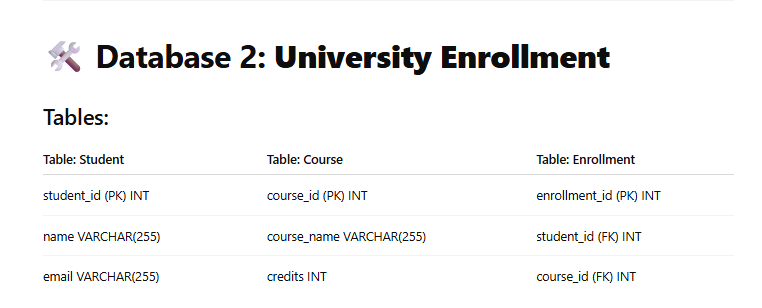 Database 2: University Enrollment
Tables:
Table: Student Table: Course Table: Enrollment
student_id (PK) INT course_id (PK) INT enrollment_id (PK) INT
name VARCHAR(255) course_name VARCHAR(255) student_id (FK) INT
email VARCHAR(255) credits INT course_id (FK) INT